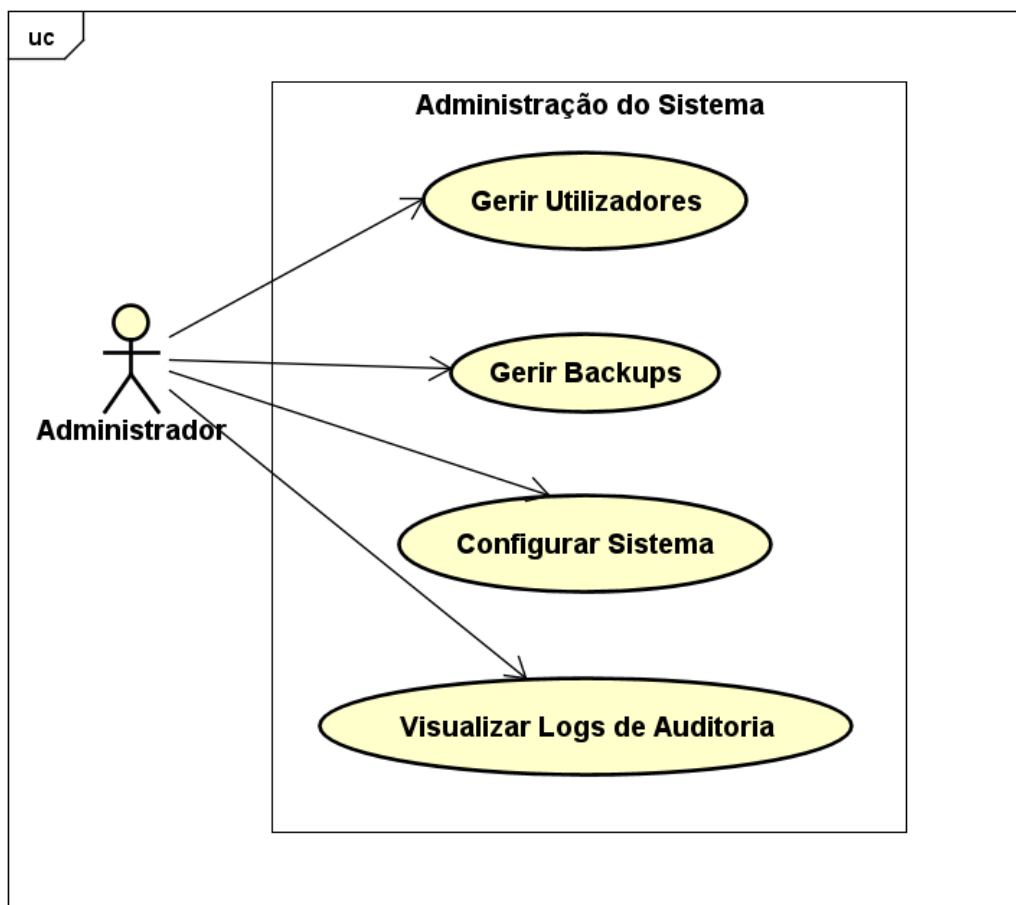 uc
Administração do Sistema
Gerir Utilizadores
Gerir Backups
Administrador
Configurar Sistema
Visualizar Logs de Auditoria